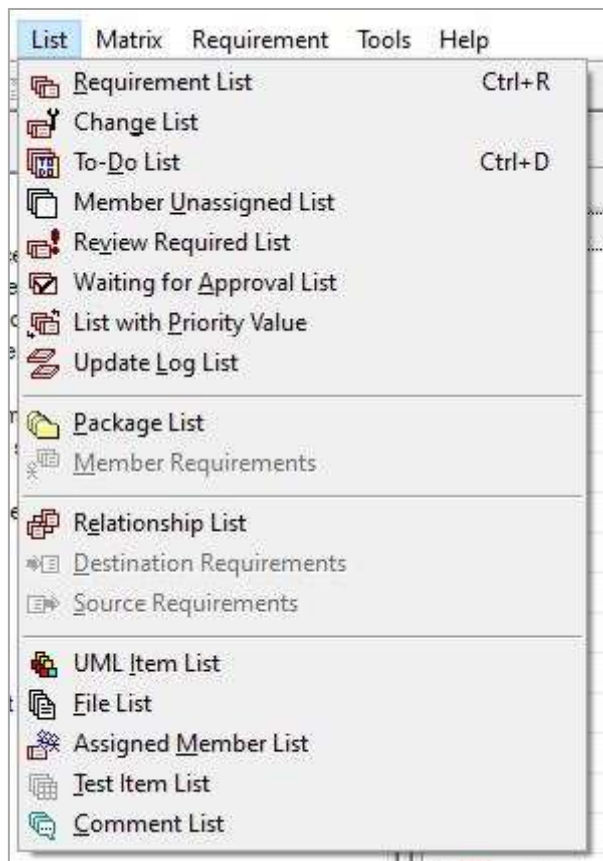 List Matrix Requirement Tools Help
Requirement List Ctrl+R
Change List
To-Do List Ctrl+D
Member Unassigned List
Review Required List
Waiting for Approval List
List with Priority Value
Update Log List
Package List
Member Requirements
Relationship List
Destination Requirements
Source Requirements
UML Item List
File List
Assigned Member List
Test Item List
Comment List